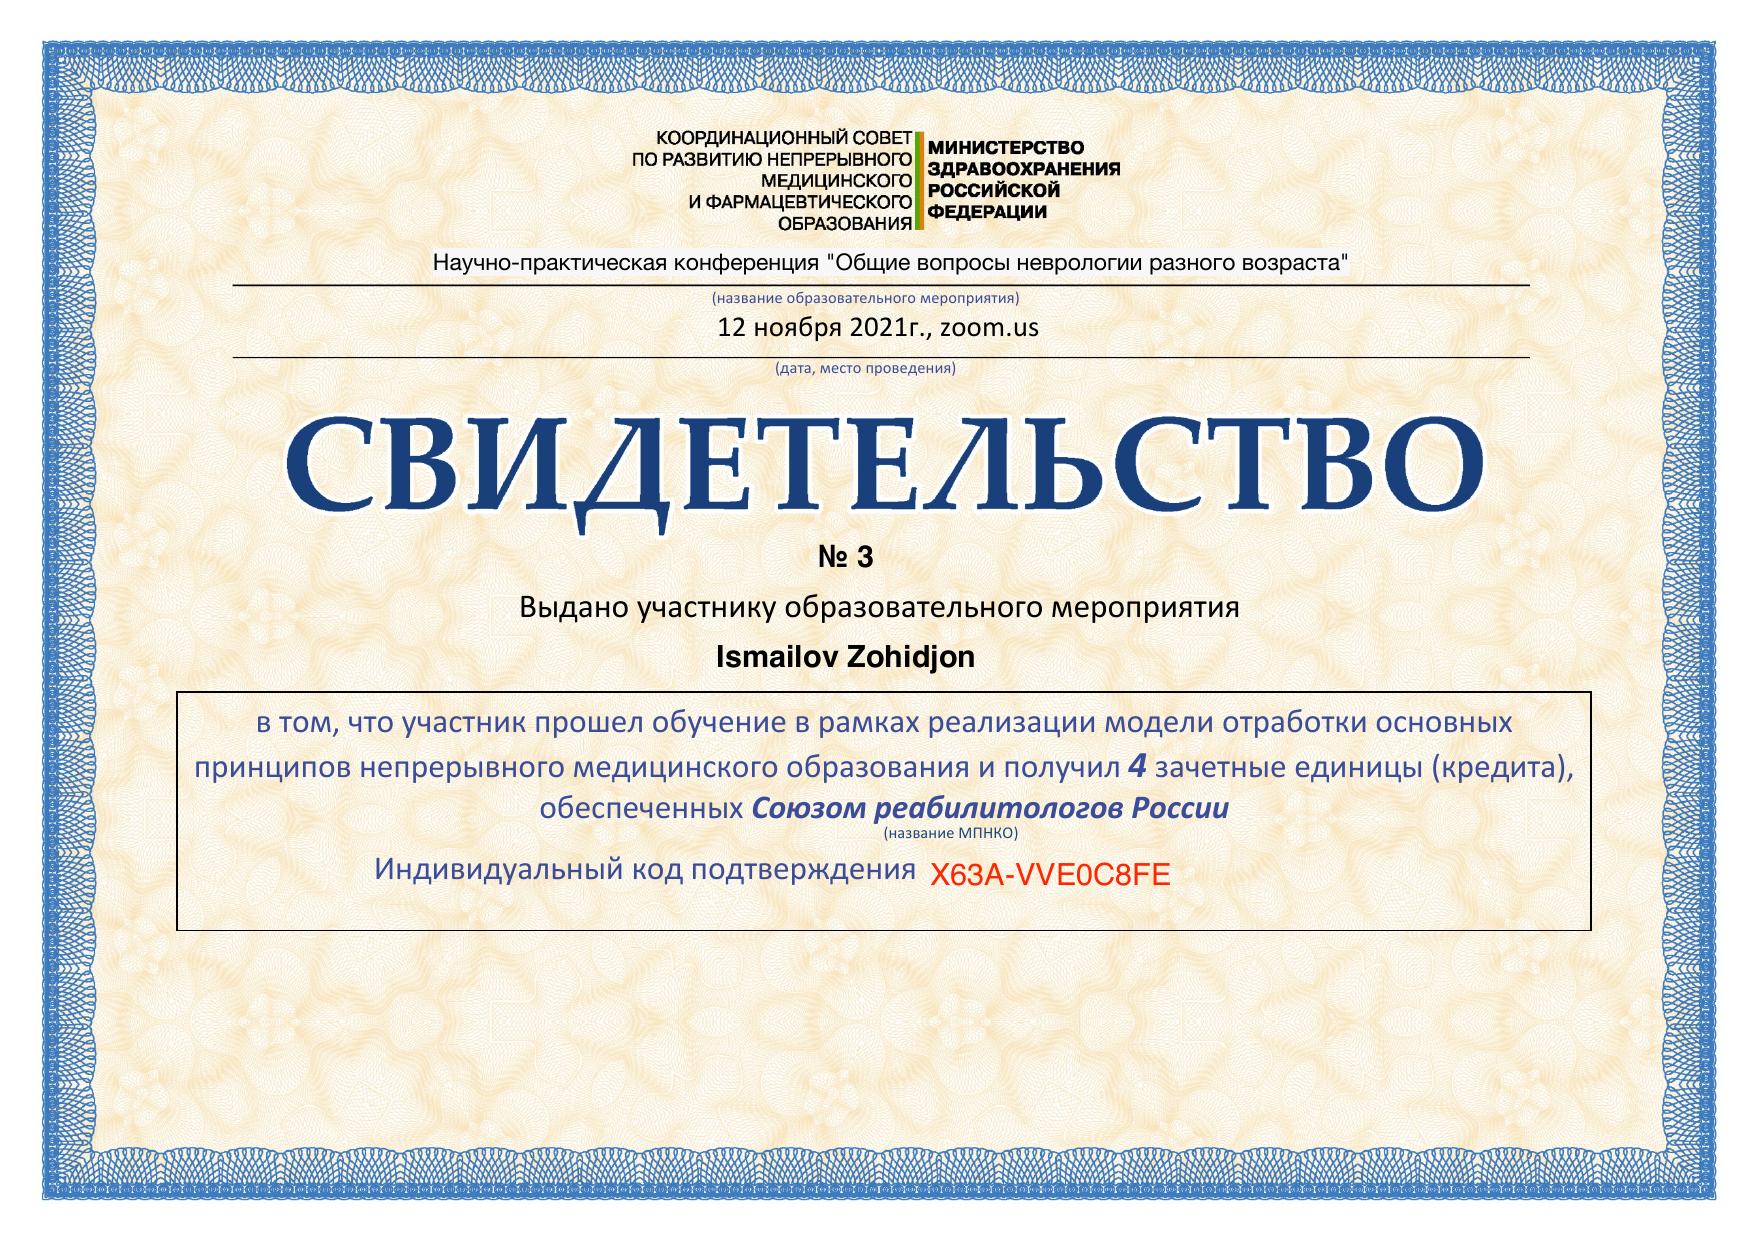 КООРДИНАЦИОННЫЙ СОВЕТ
ПО РАЗВИТИЮ НЕПРЕРЫВНОГО
МЕДИЦИНСКОГО
И ФАРМАЦЕВТИЧЕСКОГО
ОБРАЗОВАНИЯ
МИНИСТЕРСТВО
ЗДРАВООХРАНЕНИЯ
РОССИЙСКОЙ
ФЕДЕРАЦИИ
Научно-практическая конференция "Общие вопросы неврологии разного возраста"
(название образовательного мероприятия)
12 ноября 2021г., zoom.us
(дата, место проведения)
СВИДЕТЕЛЬСТВО
№ 3
Выдано участнику образовательного мероприятия
Ismailov Zohidjon
в том, что участник прошел обучение в рамках реализации модели отработки основных
принципов непрерывного медицинского образования и получил 4 зачетные единицы (кредита),
обеспеченных Союзом реабилитологов России
(название МПНКО)
Индивидуальный код подтверждения X63A-VVE0C8FE